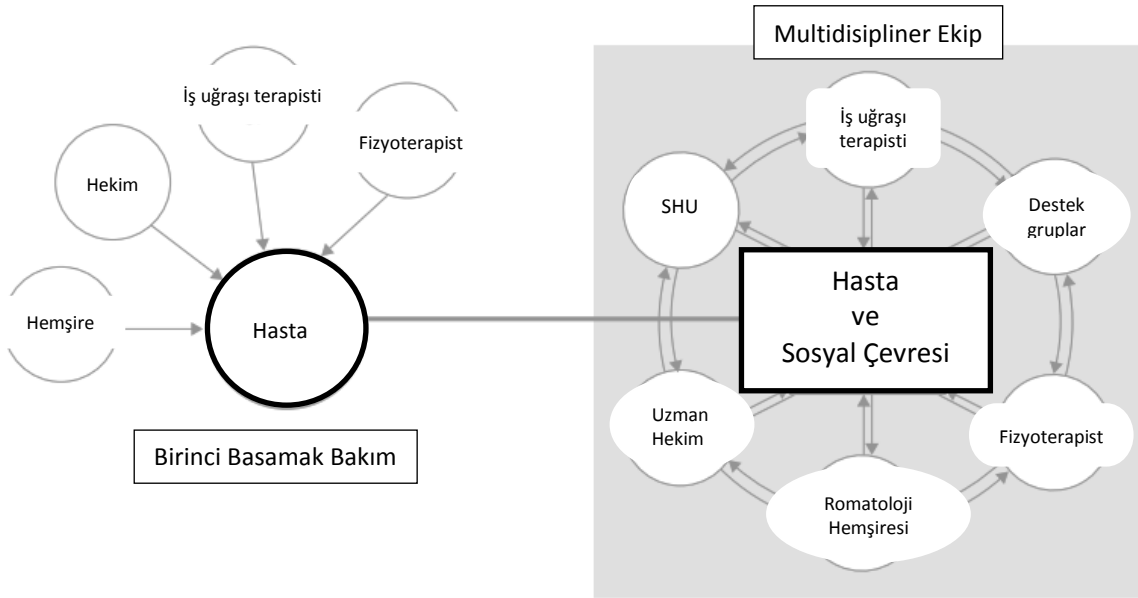 Multidisipliner Ekip
İş uğraşı terapisti
Fizyoterapist
Hekim
Hemşire
Hasta
Birinci Basamak Bakım
İş uğraşı
terapisti
SHU
Destek
gruplar
Hasta
ve
Sosyal Çevresi
Uzman
Hekim
Fizyoterapist
Romatoloji
Hemşiresi